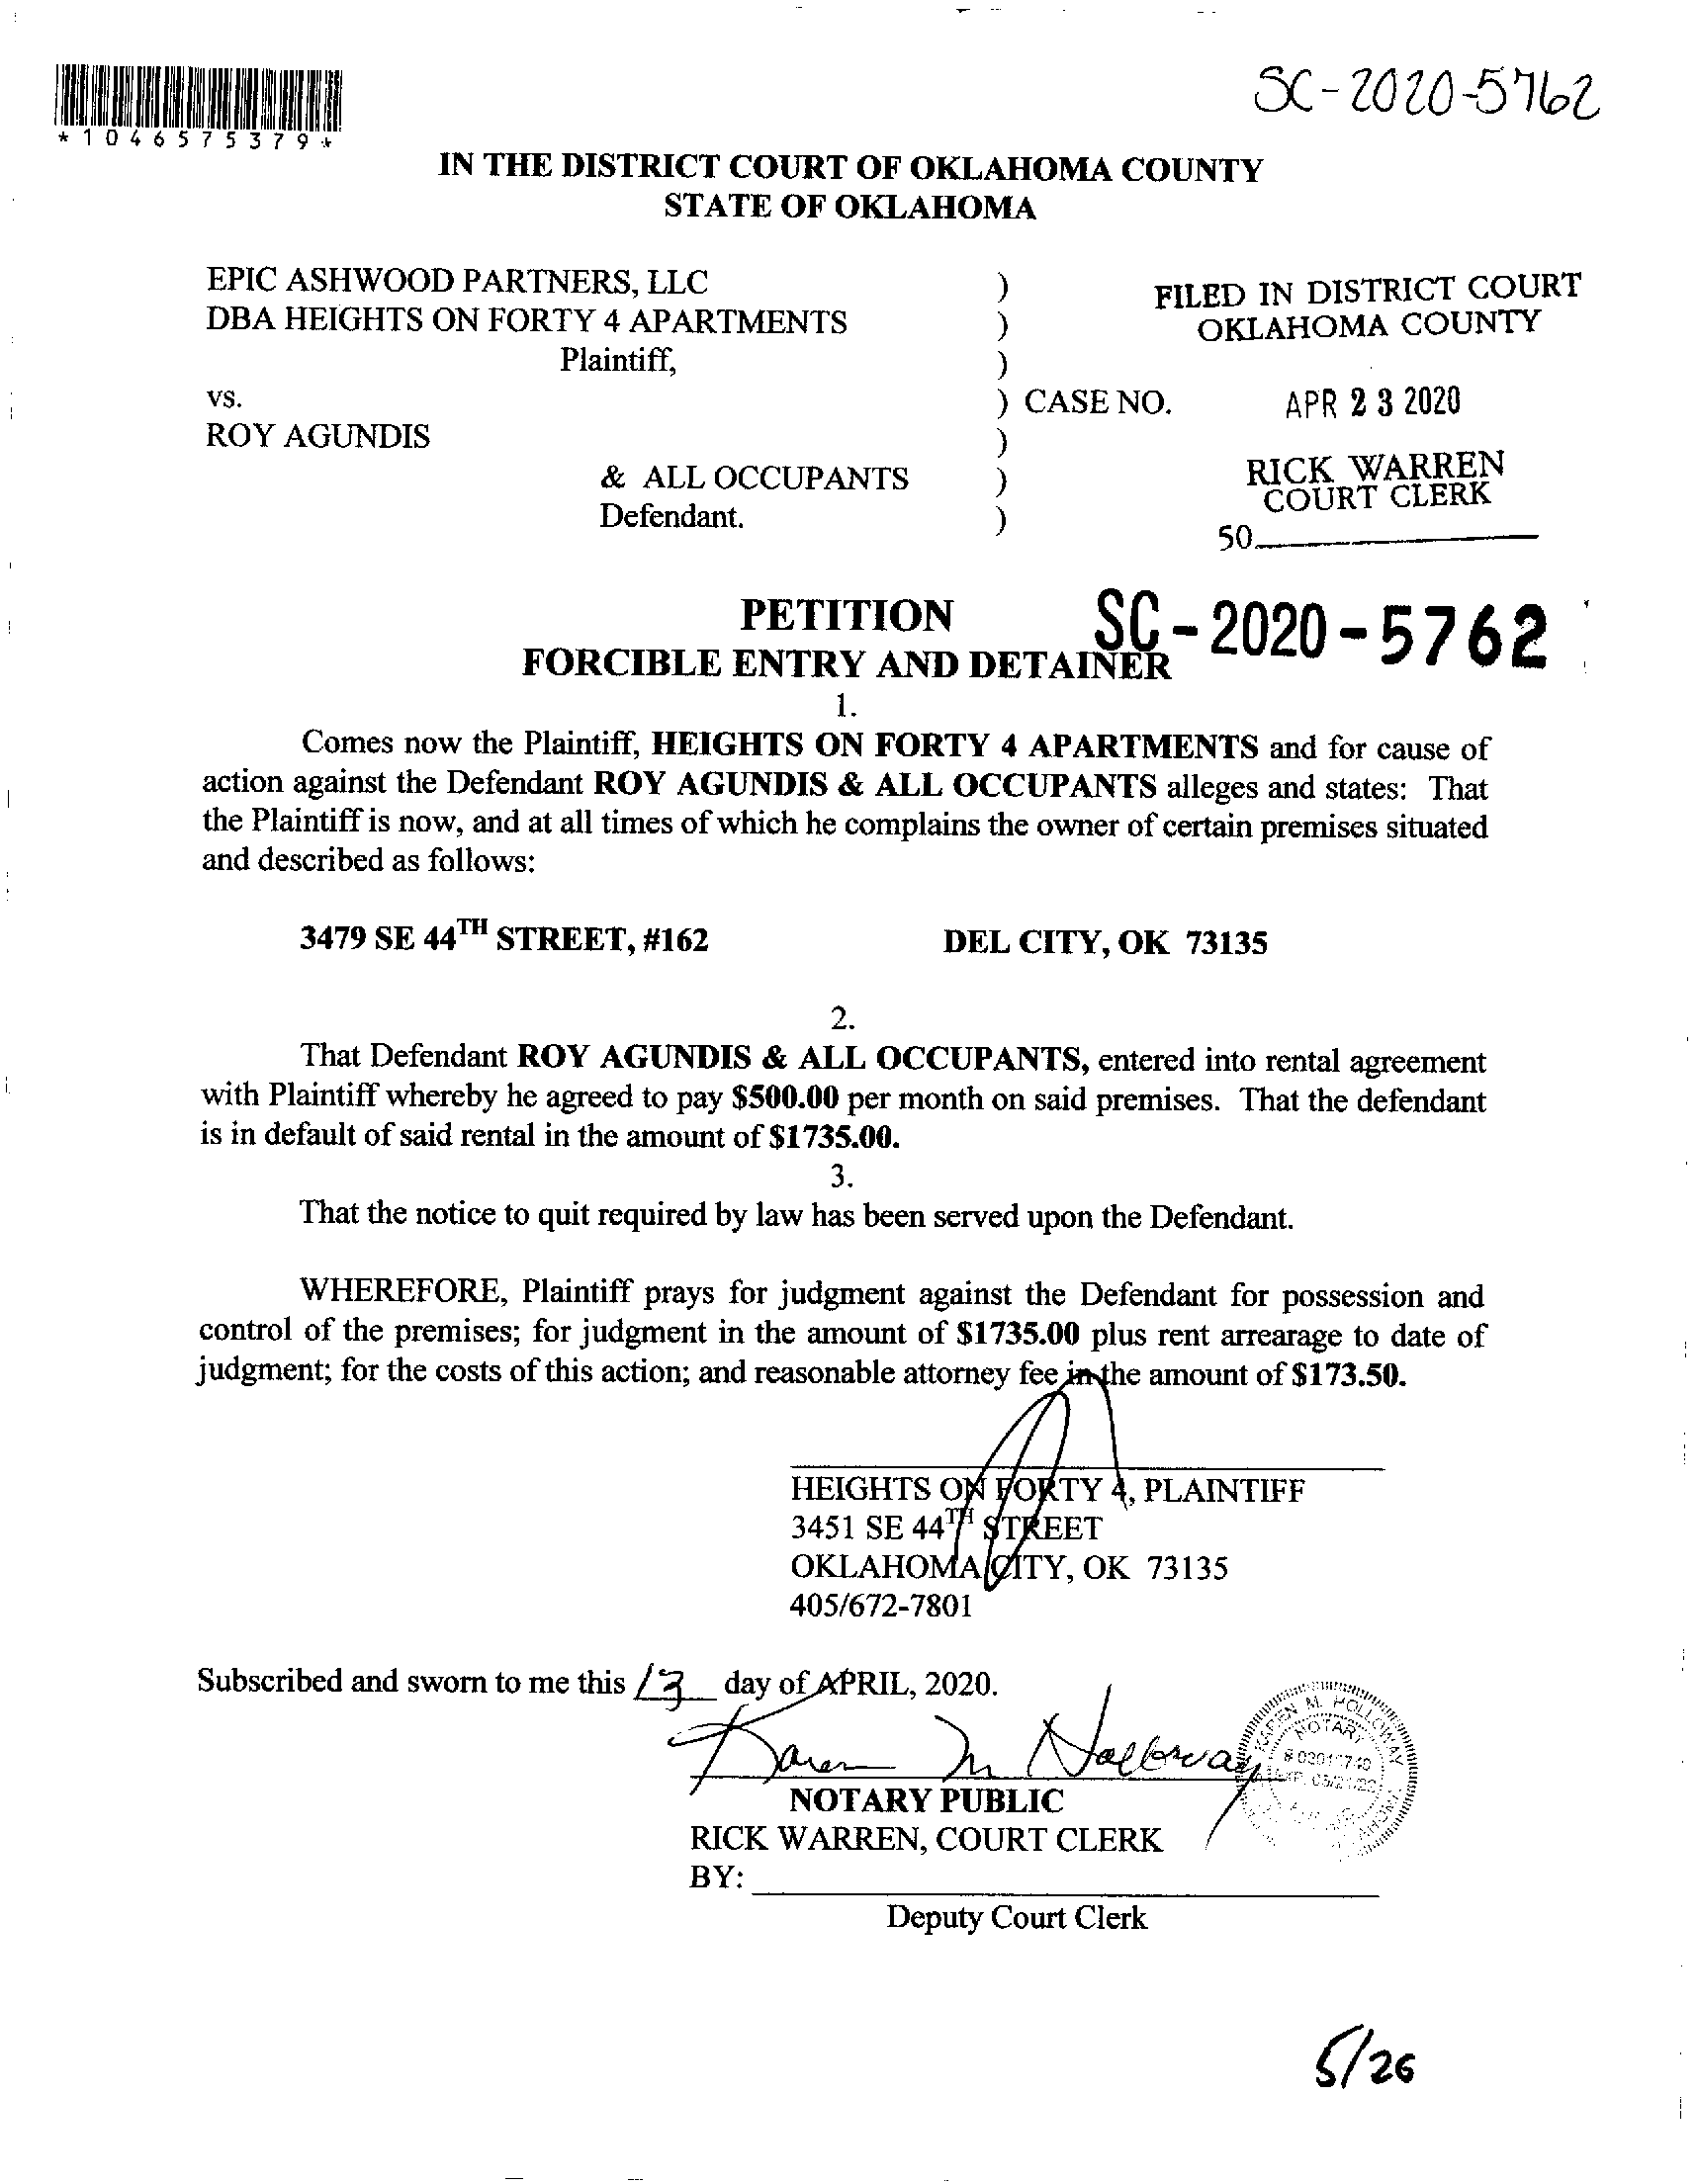 SC-2020-5762
*1046575379*
IN THE DISTRICT COURT OF OKLAHOMA COUNTY
STATE OF OKLAHOMA
EPIC ASHWOOD PARTNERS, LLC )
DBA HEIGHTS ON FORTY 4 APARTMENTS )
Plaintiff, )
vs. ) CASE NO.
ROY AGUNDIS )
& ALL OCCUPANTS )
Defendant. )
FILED IN DISTRICT COURT
OKLAHOMA COUNTY
APR 23 2020
RICK WARREN
COURT CLERK
50
PETITION
SC-2020-5762
FORCIBLE ENTRY AND DETAINER
1.
Comes now the Plaintiff, HEIGHTS ON FORTY 4 APARTMENTS and for cause of
action against the Defendant ROY AGUNDIS & ALL OCCUPANTS alleges and states: That
the Plaintiff is now, and at all times of which he complains the owner of certain premises situated
and described as follows:
3479 SE 44TH STREET, #162 DEL CITY, OK 73135
2.
That Defendant ROY AGUNDIS & ALL OCCUPANTS, entered into rental agreement
with Plaintiff whereby he agreed to pay $500.00 per month on said premises. That the defendant
is in default of said rental in the amount of $1735.00.
3.
That the notice to quit required by law has been served upon the Defendant.
WHEREFORE, Plaintiff prays for judgment against the Defendant for possession and
control of the premises; for judgment in the amount of $1735.00 plus rent arrearage to date of
judgment; for the costs of this action; and reasonable attorney fee in the amount of $173.50.
HEIGHTS ON FORTY 4, PLAINTIFF
3451 SE 44TH STREET
OKLAHOMA CITY, OK 73135
405/672-7801
Subscribed and sworn to me this 13 day of APRIL, 2020.
Karen M Holloway
KAREN M. HOLLOWAY
NOTARY
NOTARY PUBLIC
RICK WARREN, COURT CLERK
BY:
Deputy Court Clerk
5/26